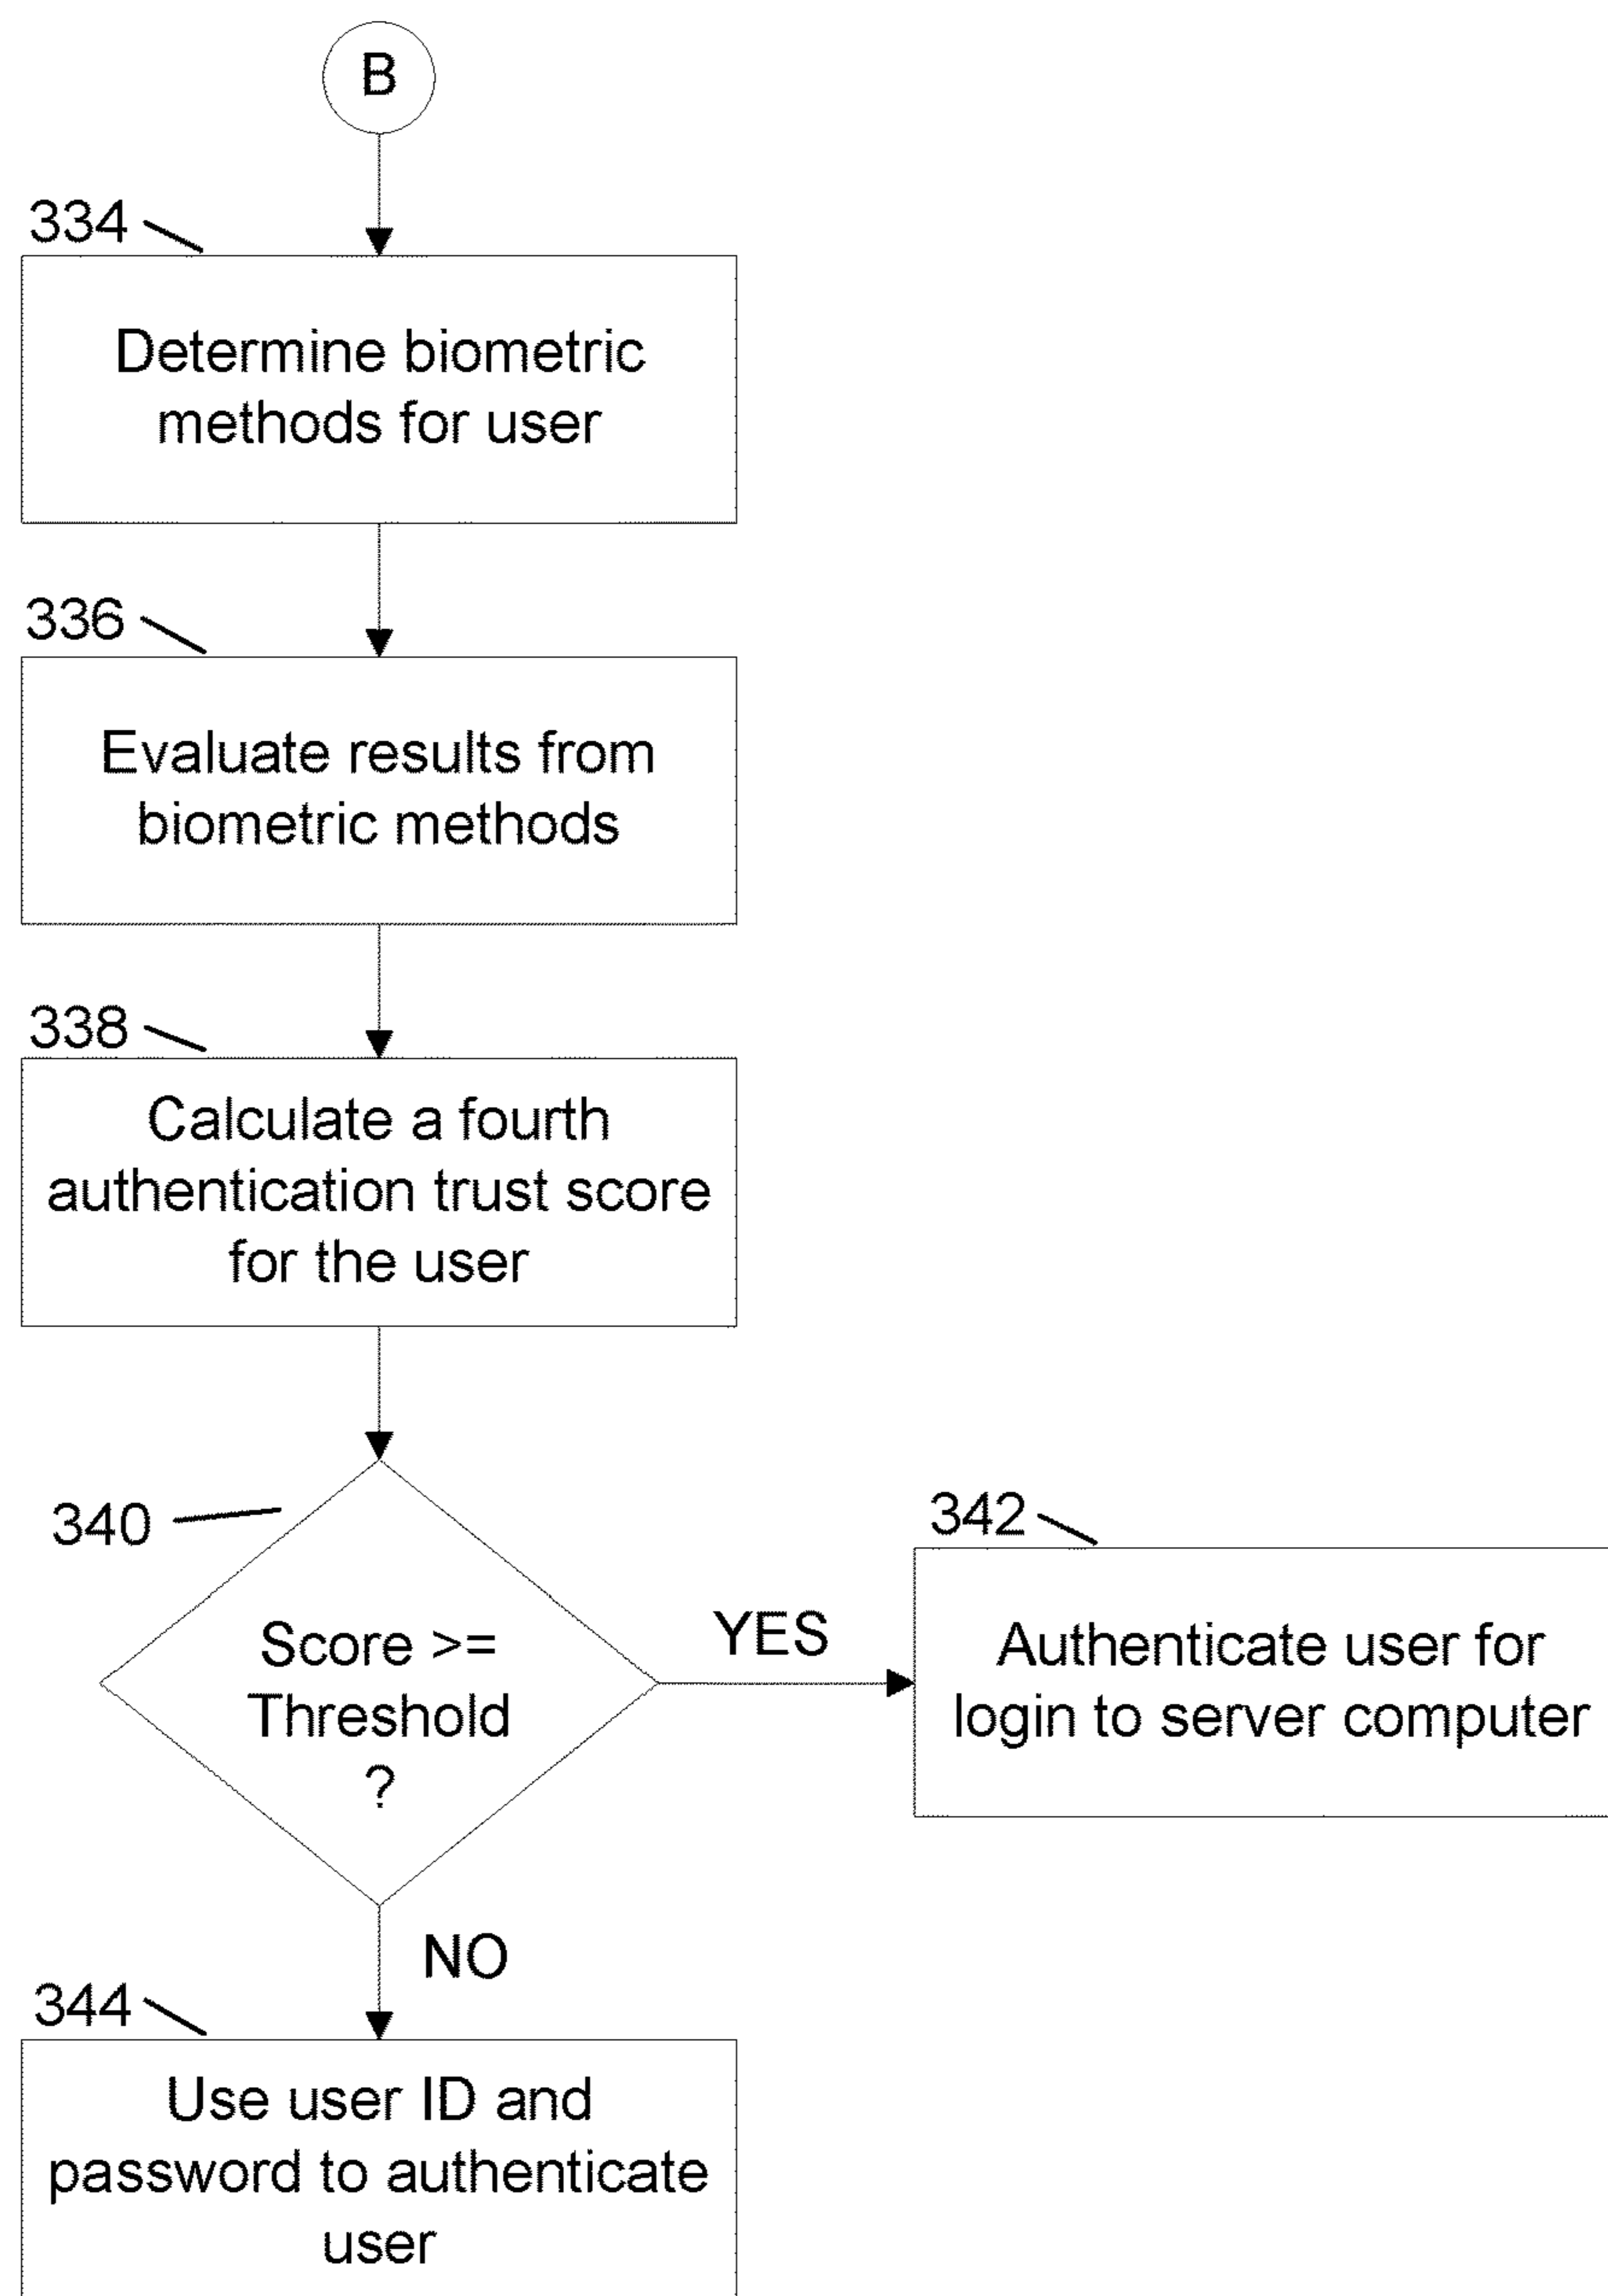 B
334
Determine biometric
methods for user
336
Evaluate results from
biometric methods
338
Calculate a fourth
authentication trust score
for the user
340
Score >=
Threshold
?
YES
342
Authenticate user for
login to server computer
NO
344
Use user ID and
password to authenticate
user